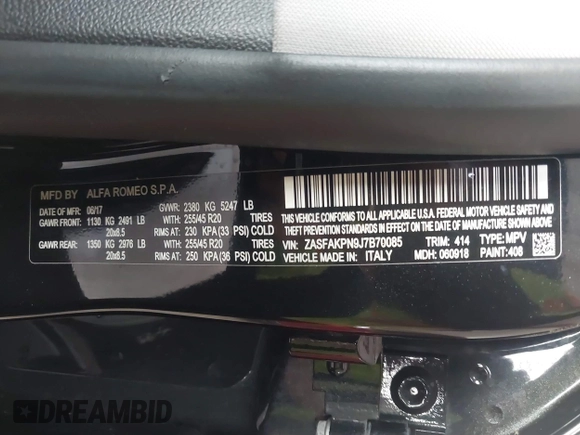 MFD BY ALFA ROMEO S.P.A.
DATE OF MFR: 06/17 GWVR: 2380 KG 5247 LB
GAWR FRONT: 1130 KG 2491 LB WITH: 255/45 R20 TIRES
20x8.5 RIMS AT: 230 KPA (33 PSI) COLD
GAWR REAR: 1350 KG 2976 LB WITH: 255/45 R20 TIRES
20x8.5 RIMS AT: 250 KPA (36 PSI) COLD
THIS VEHICLE CONFORMS TO ALL APPLICABLE U.S.A. FEDERAL MOTOR VEHICLE SAFETY, BUMPER, AND THEFT PREVENTION STANDARDS IN EFFECT ON THE DATE OF MANUFACTURE SHOWN ABOVE
VIN: ZASFAKPN9J7B70085 TYPE: MPV
TRIM: 414
VEHICLE MADE IN: ITALY MDH: 060918 PAINT: 408
DREAMBID